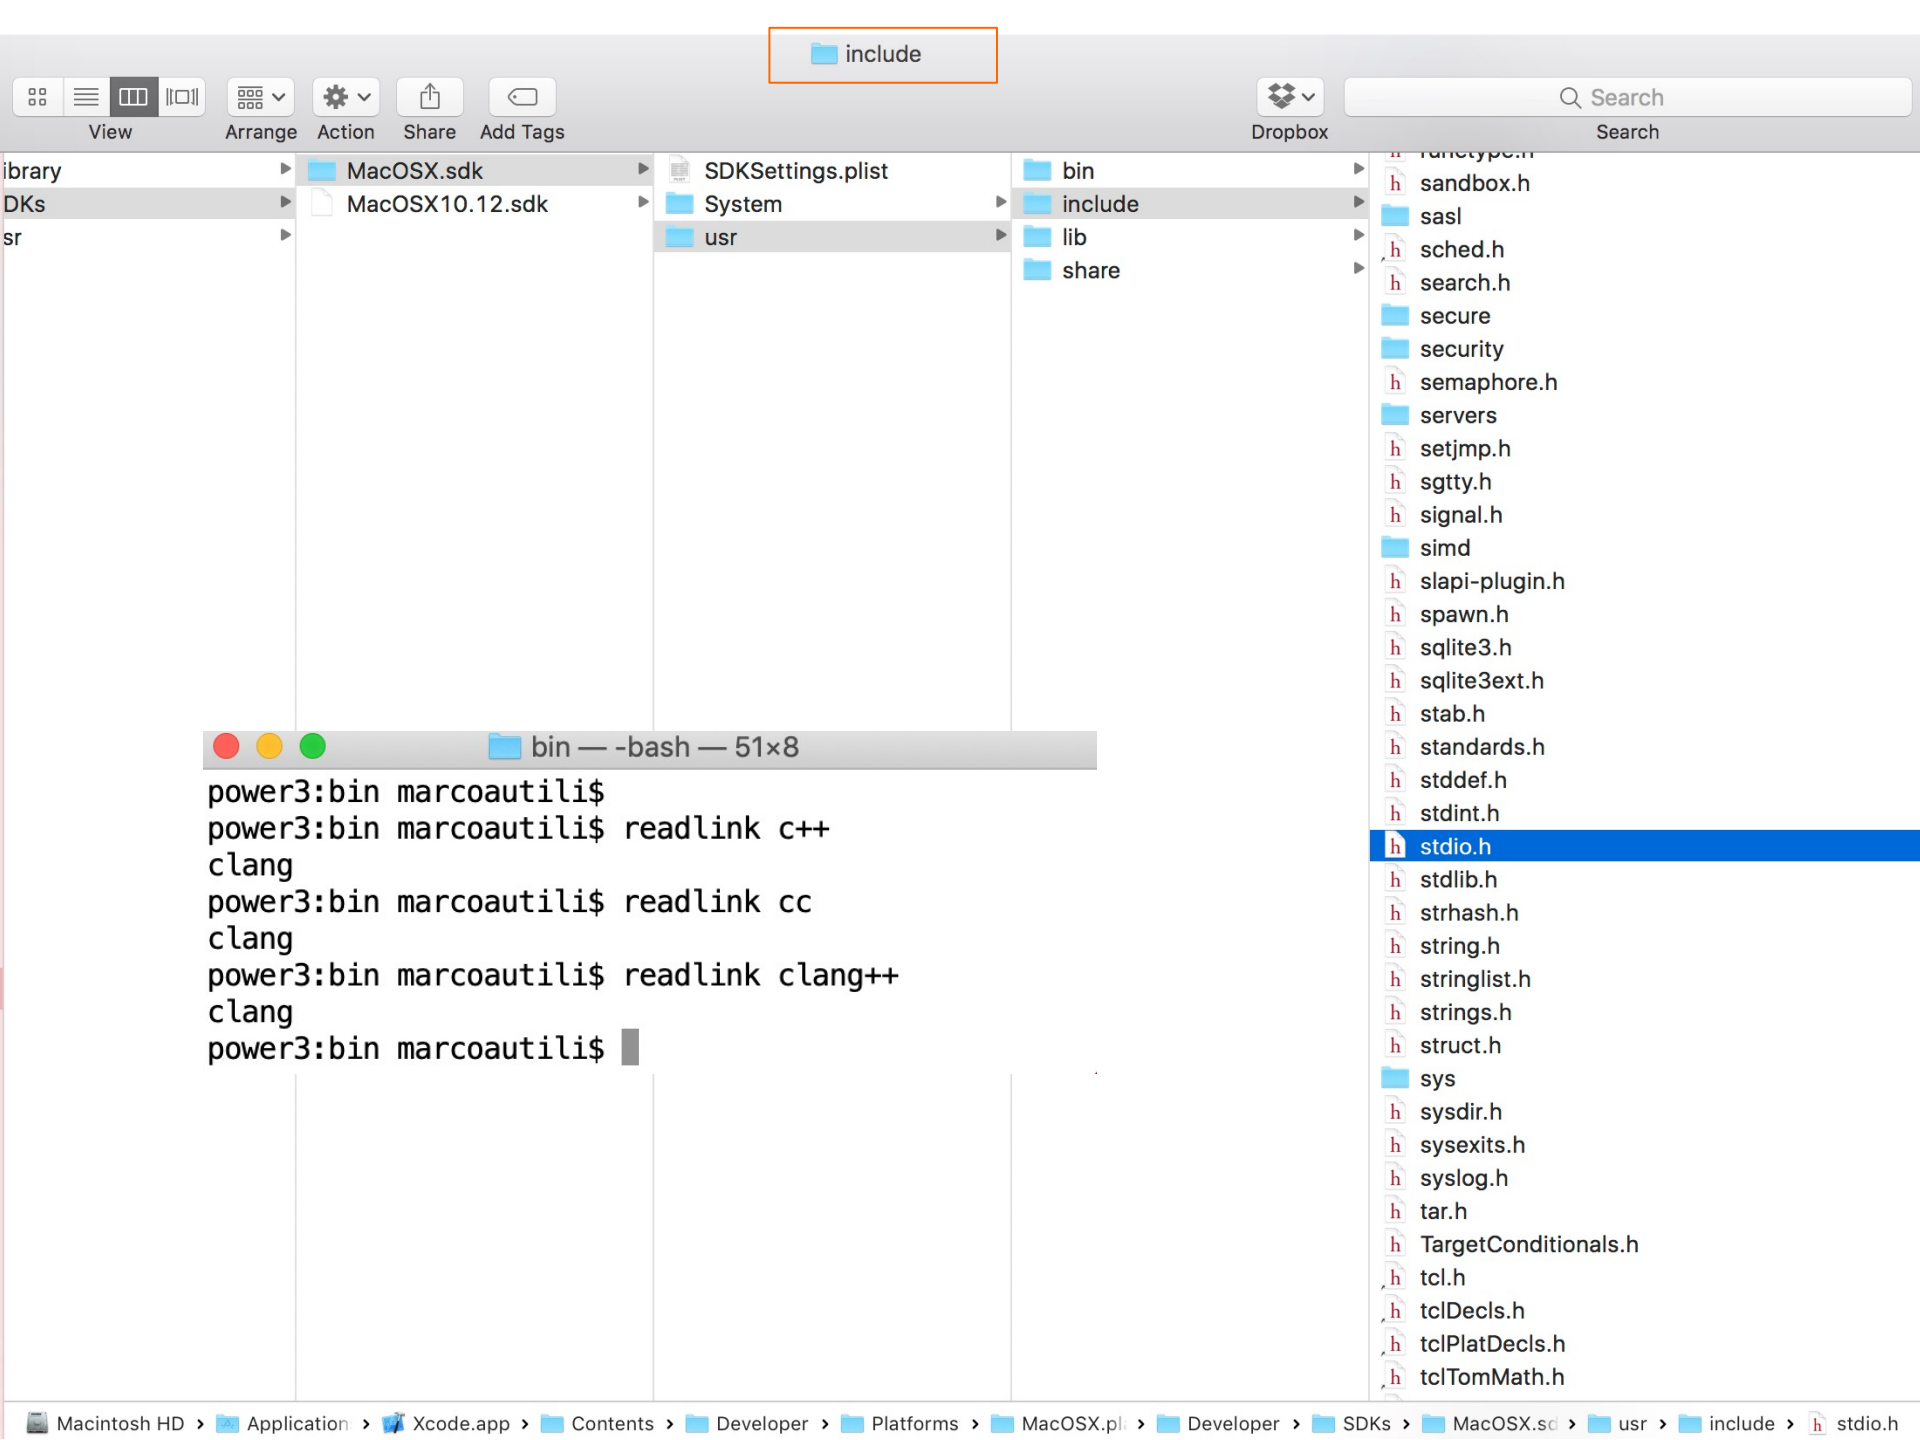 include
View
Arrange
Action
Share
Add Tags
Dropbox
Search
Search
ibrary
DKs
sr
MacOSX.sdk
MacOSX10.12.sdk
SDKSettings.plist
System
usr
bin
include
lib
share
sandbox.h
sasl
sched.h
search.h
secure
security
semaphore.h
servers
setjmp.h
sgtty.h
signal.h
simd
slapi-plugin.h
spawn.h
sqlite3.h
sqlite3ext.h
stab.h
standards.h
stddef.h
stdint.h
stdio.h
stdlib.h
strhash.h
string.h
stringlist.h
strings.h
struct.h
sys
sysdir.h
sysexits.h
syslog.h
tar.h
TargetConditionals.h
tcl.h
tclDecls.h
tclPlatDecls.h
tclTomMath.h
bin — -bash — 51×8
power3:bin marcoautili$
power3:bin marcoautili$ readlink c++
clang
power3:bin marcoautili$ readlink cc
clang
power3:bin marcoautili$ readlink clang++
clang
power3:bin marcoautili$
Macintosh HD › Application › Xcode.app › Contents › Developer › Platforms › MacOSX.pl › Developer › SDKs › MacOSX.sd › usr › include › stdio.h